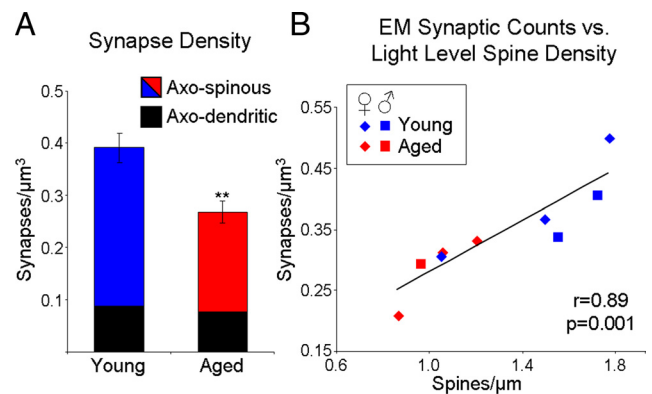 A
Synapse Density
Synapses/μm³
0.5
0.4
0.3
0.2
0.1
Axo-spinous
Axo-dendritic
**
Young
Aged
B
EM Synaptic Counts vs.
Light Level Spine Density
Synapses/μm³
0.55
0.45
0.35
0.25
0.15
♀ ♂
Young
Aged
r=0.89
p=0.001
0.6
1.0
1.4
1.8
Spines/μm